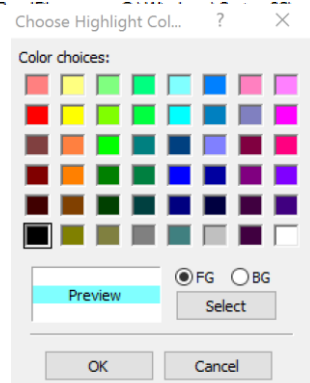 Choose Highlight Col... ? ×
Color choices:
FG BG
Preview
Select
OK Cancel